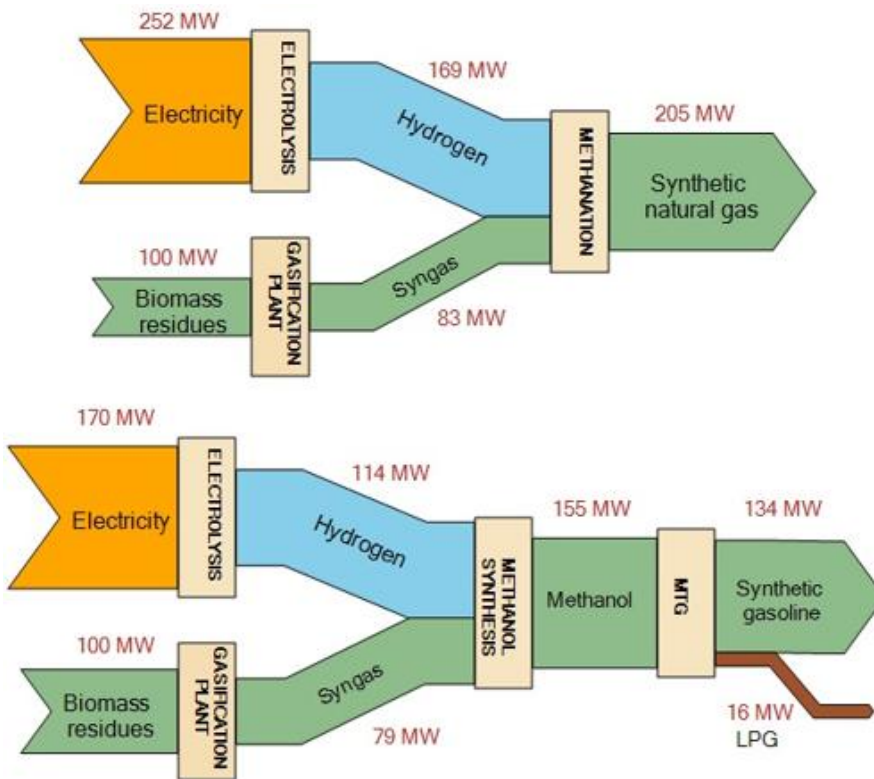 252 MW
Electricity
ELECTROLYSIS
169 MW
Hydrogen
METHANATION
205 MW
Synthetic
natural gas
100 MW
Biomass
residues
GASIFICATION
PLANT
Syngas
83 MW
170 MW
Electricity
ELECTROLYSIS
114 MW
Hydrogen
METHANOL
SYNTHESIS
155 MW
Methanol
MTG
134 MW
Synthetic
gasoline
100 MW
Biomass
residues
GASIFICATION
PLANT
Syngas
79 MW
16 MW
LPG